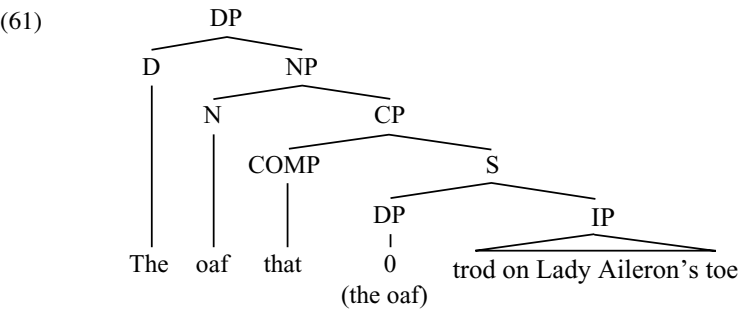 (61) DP
D NP
N CP
COMP S
DP IP
The oaf that 0 trod on Lady Aileron's toe
(the oaf)